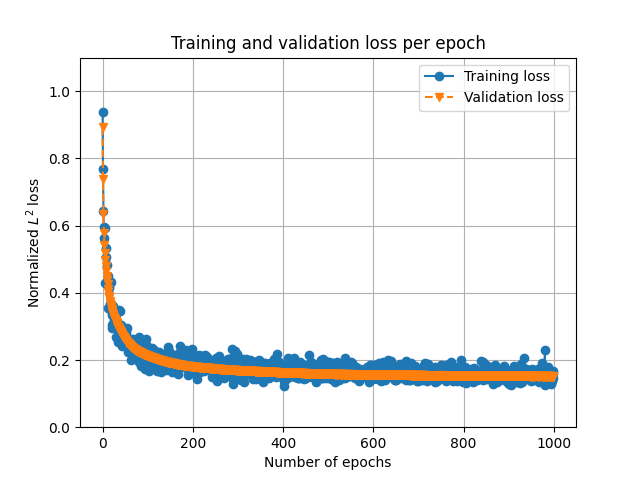 Training and validation loss per epoch
Training loss
Validation loss
1.0
0.8
0.6
0.4
0.2
0.0
Normalized L² loss
0 200 400 600 800 1000
Number of epochs